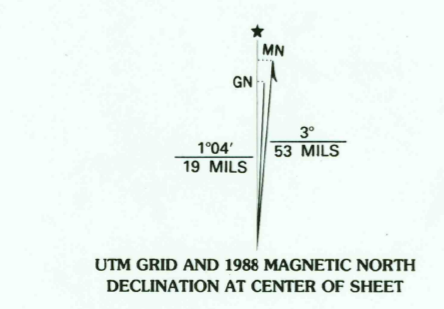 ★
MN
GN
1°04′
19 MILS
3°
53 MILS
UTM GRID AND 1988 MAGNETIC NORTH
DECLINATION AT CENTER OF SHEET